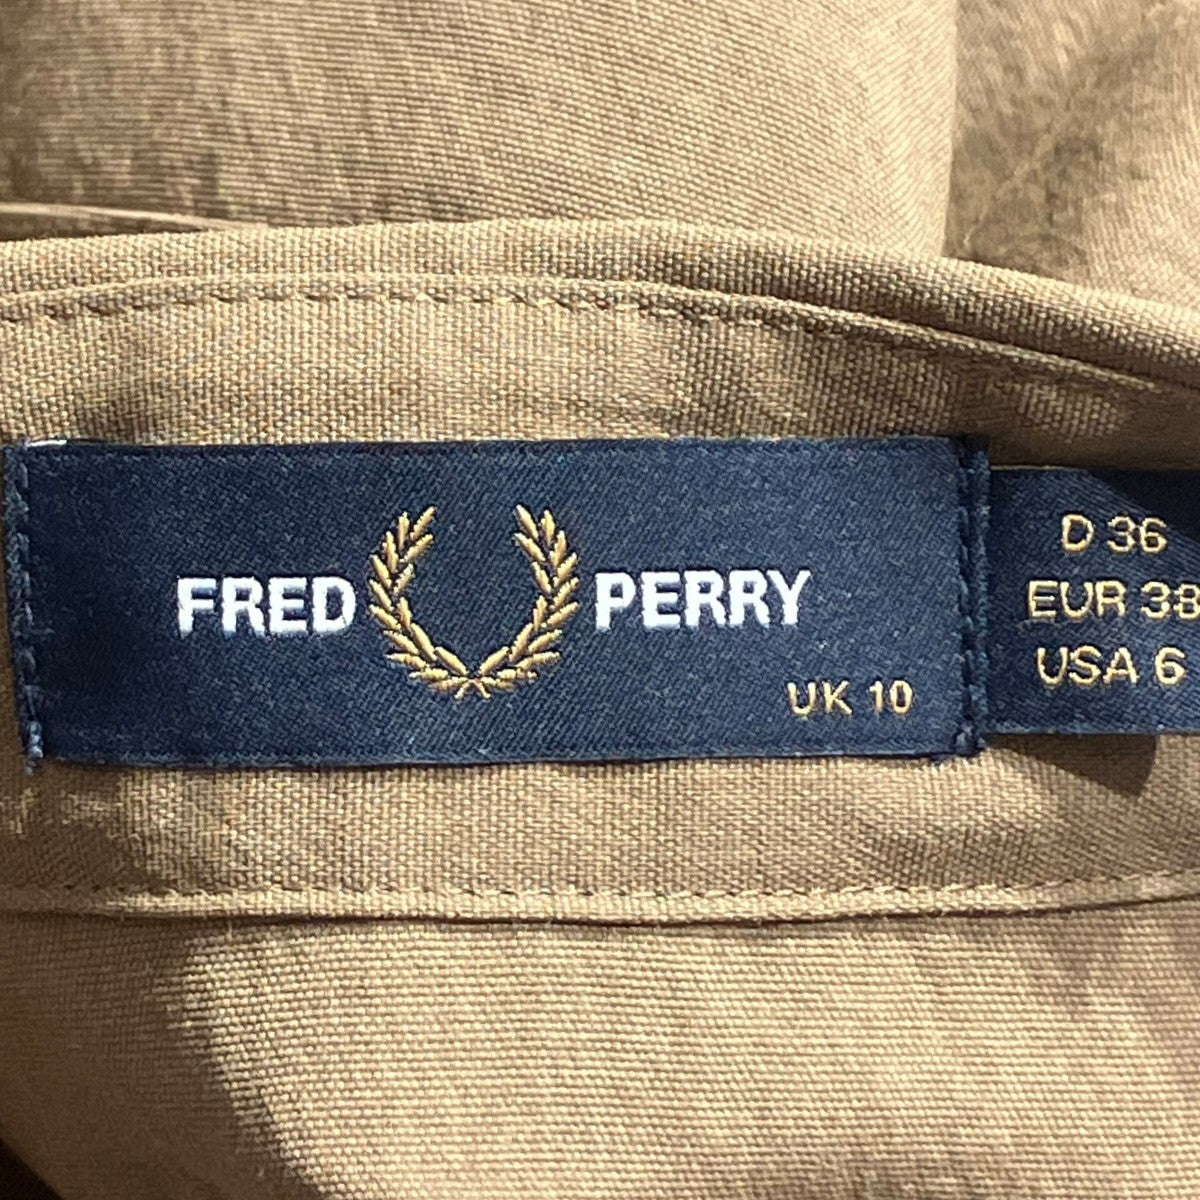 FRED PERRY
UK 10
D 36
EUR 38
USA 6